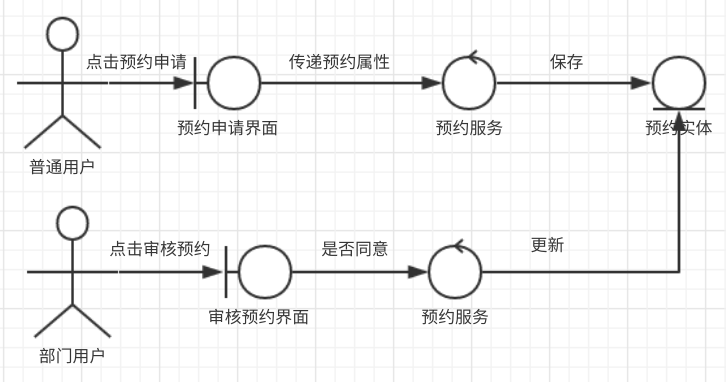 点击预约申请
传递预约属性
保存
预约申请界面
预约服务
预约实体
普通用户
点击审核预约
是否同意
更新
审核预约界面
预约服务
部门用户